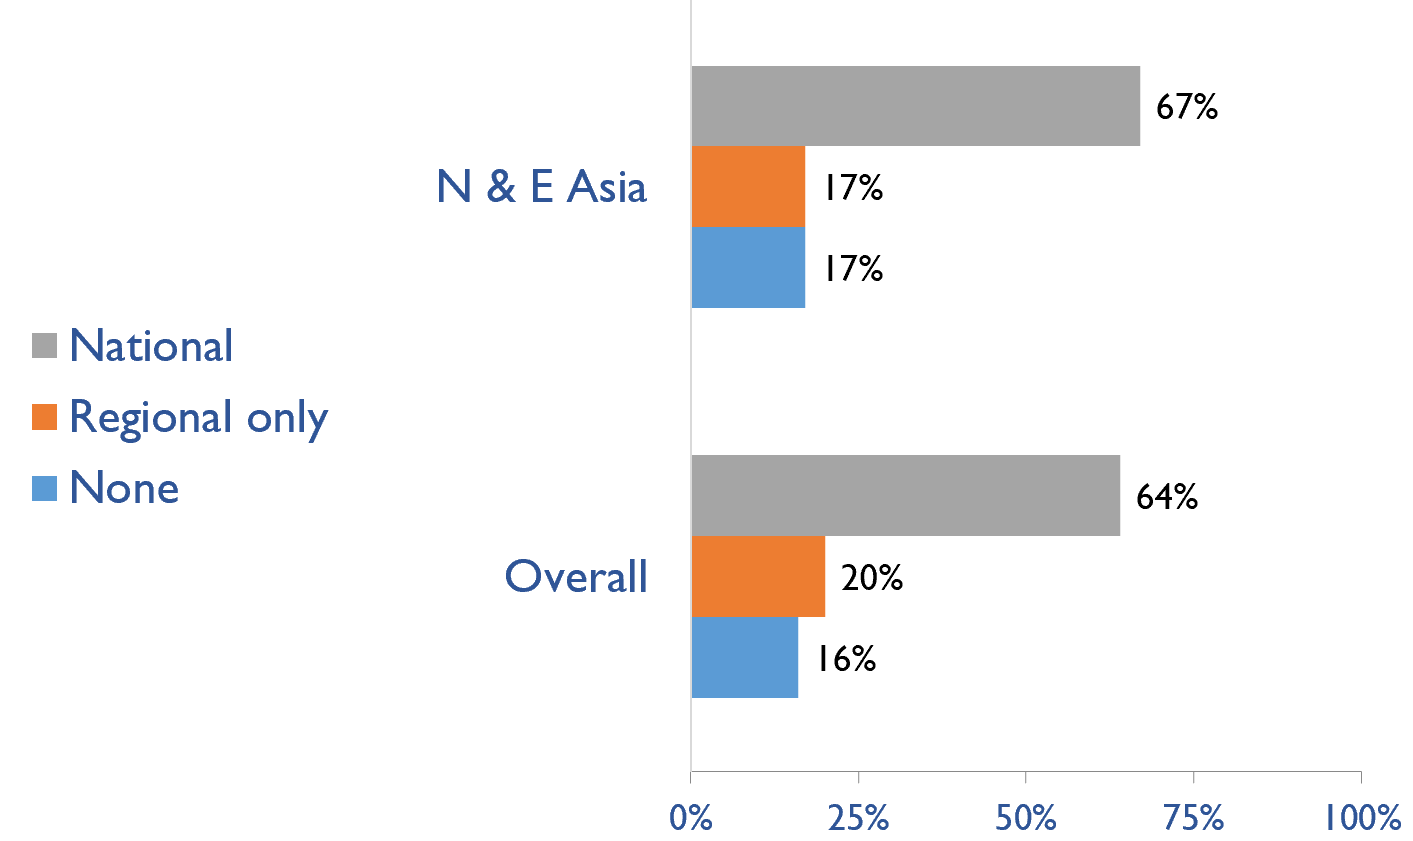 67%
N & E Asia
17%
17%
National
Regional only
None
64%
Overall
20%
16%
0% 25% 50% 75% 100%